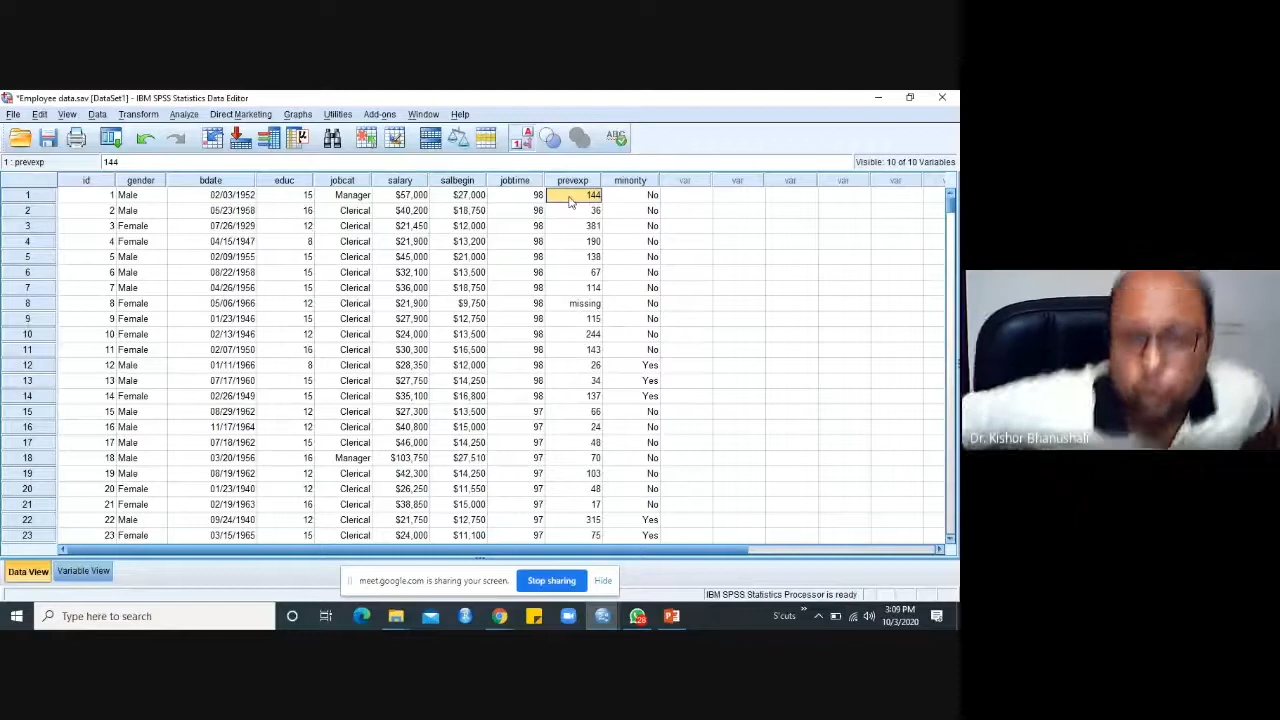 *Employee data.sav [DataSet1] - IBM SPSS Statistics Data Editor
File Edit View Data Transform Analyze Direct Marketing Graphs Utilities Add-ons Window Help
1 : prevexp 144 Visible: 10 of 10 Variables
id gender bdate educ jobcat salary salbegin jobtime prevexp minority var var var var var
1 1 Male 02/03/1952 15 Manager $57,000 $27,000 98 144 No
2 2 Male 05/23/1958 16 Clerical $40,200 $18,750 98 36 No
3 3 Female 07/26/1929 12 Clerical $21,450 $12,000 98 381 No
4 4 Female 04/15/1947 8 Clerical $21,900 $13,200 98 190 No
5 5 Male 02/09/1955 15 Clerical $45,000 $21,000 98 138 No
6 6 Male 08/22/1958 15 Clerical $32,100 $13,500 98 67 No
7 7 Male 04/26/1956 15 Clerical $36,000 $18,750 98 114 No
8 8 Female 05/06/1966 12 Clerical $21,900 $9,750 98 missing No
9 9 Female 01/23/1946 15 Clerical $27,900 $12,750 98 115 No
10 10 Female 02/13/1946 12 Clerical $24,000 $13,500 98 244 No
11 11 Female 02/07/1950 16 Clerical $30,300 $16,500 98 143 No
12 12 Male 01/11/1966 8 Clerical $28,350 $12,000 98 26 Yes
13 13 Male 07/17/1960 15 Clerical $27,750 $14,250 98 34 Yes
14 14 Female 02/26/1949 15 Clerical $35,100 $16,800 98 137 Yes
15 15 Male 08/29/1962 12 Clerical $27,300 $13,500 97 66 No
16 16 Male 11/17/1964 12 Clerical $40,800 $15,000 97 24 No
17 17 Male 07/18/1962 15 Clerical $46,000 $14,250 97 48 No
18 18 Male 03/20/1956 16 Manager $103,750 $27,510 97 70 No
19 19 Male 08/19/1962 12 Clerical $42,300 $14,250 97 103 No
20 20 Female 01/23/1940 12 Clerical $26,250 $11,550 97 48 No
21 21 Female 02/19/1963 16 Clerical $38,850 $15,000 97 17 No
22 22 Male 09/24/1940 12 Clerical $21,750 $12,750 97 315 Yes
23 23 Female 03/15/1965 15 Clerical $24,000 $11,100 97 75 Yes
Data View Variable View
meet.google.com is sharing your screen. Stop sharing Hide
IBM SPSS Statistics Processor is ready
Type here to search
S'cuts
3:09 PM
10/3/2020
Dr. Kishor Bhanushali